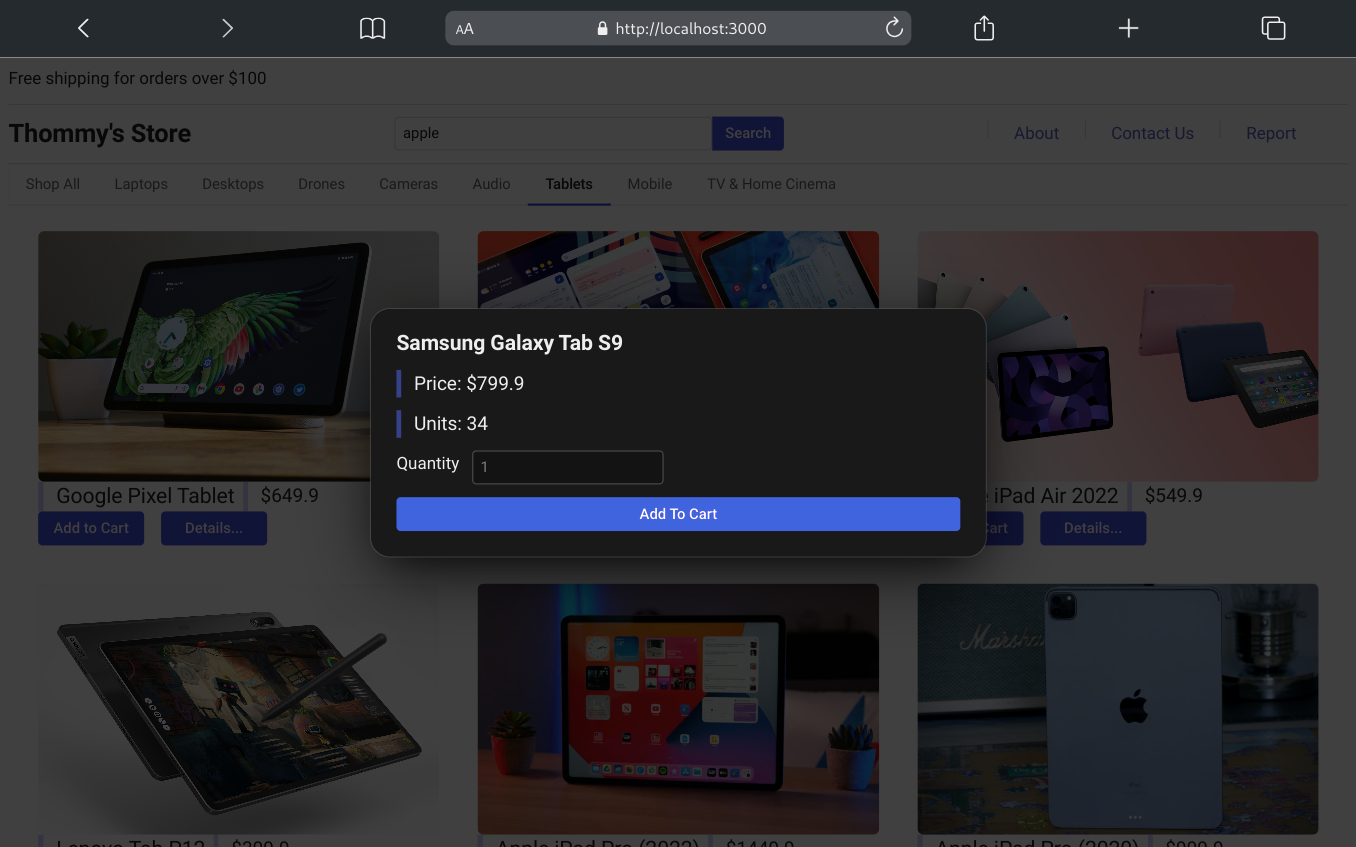 AA
http://localhost:3000
Free shipping for orders over $100
Thommy's Store
apple
Search
About
Contact Us
Report
Shop All
Laptops
Desktops
Drones
Cameras
Audio
Tablets
Mobile
TV & Home Cinema
Samsung Galaxy Tab S9
Price: $799.9
Units: 34
Quantity
1
Add To Cart
Google Pixel Tablet
$649.9
Add to Cart
Details...
iPad Air 2022
$549.9
Cart
Details...
Marsh
Lenovo Tab P12
$399.9
Apple iPad Pro (2022)
$1449.9
Apple iPad Pro (2020)
$999.9